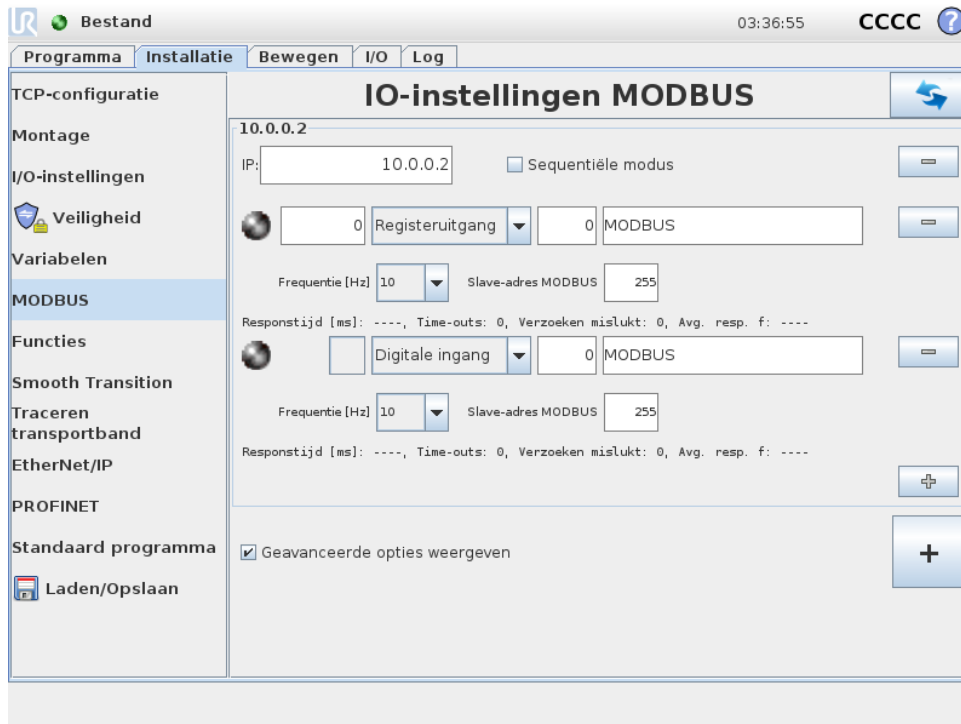 UR Bestand 03:36:55 CCCC ?
Programma Installatie Bewegen I/O Log
TCP-configuratie
Montage
I/O-instellingen
Veiligheid
Variabelen
MODBUS
Functies
Smooth Transition
Traceren
transportband
EtherNet/IP
PROFINET
Standaard programma
Laden/Opslaan
IO-instellingen MODBUS
10.0.0.2
IP: 10.0.0.2 Sequentiële modus
0 Registeruitgang 0 MODBUS
Frequentie [Hz] 10 Slave-adres MODBUS 255
Responstijd [ms]: ----, Time-outs: 0, Verzoeken mislukt: 0, Avg. resp. f: ----
Digitale ingang 0 MODBUS
Frequentie [Hz] 10 Slave-adres MODBUS 255
Responstijd [ms]: ----, Time-outs: 0, Verzoeken mislukt: 0, Avg. resp. f: ----
Geavanceerde opties weergeven